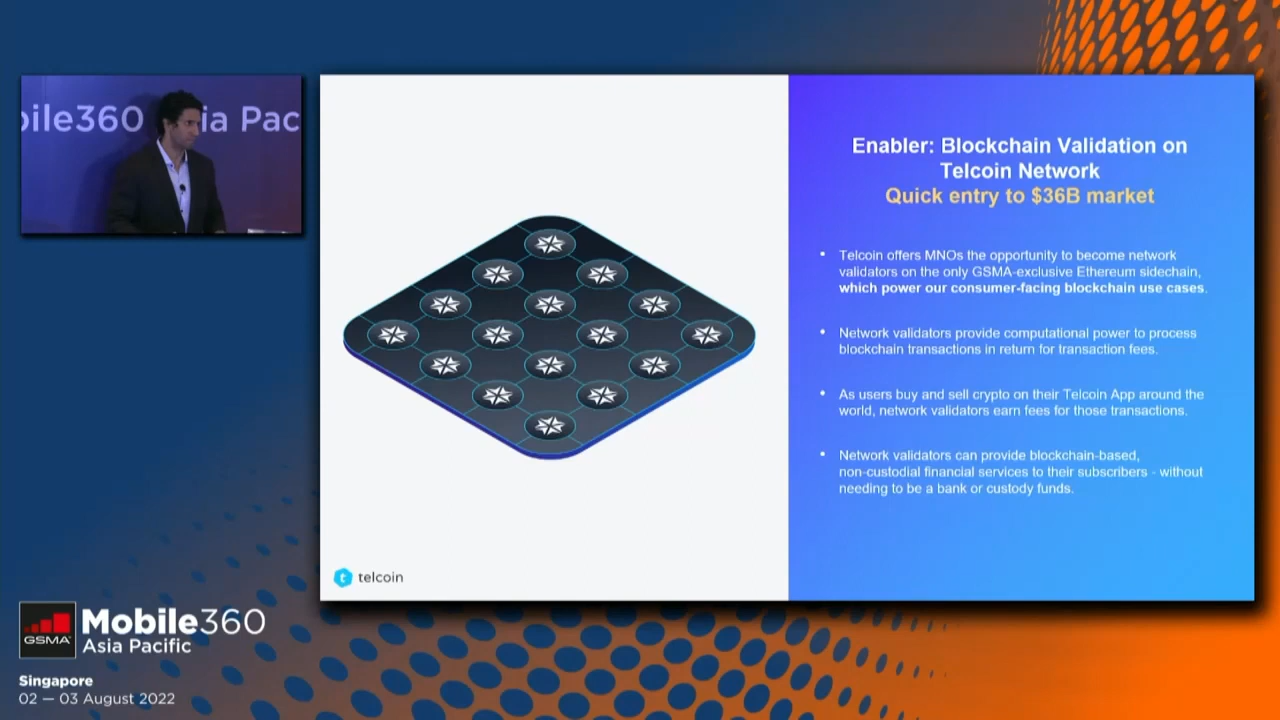 bile360 ia Pac
Enabler: Blockchain Validation on
Telcoin Network
Quick entry to $36B market
• Telcoin offers MNOs the opportunity to become network
validators on the only GSMA-exclusive Ethereum sidechain,
which power our consumer-facing blockchain use cases.
• Network validators provide computational power to process
blockchain transactions in return for transaction fees.
• As users buy and sell crypto on their Telcoin App around the
world, network validators earn fees for those transactions.
• Network validators can provide blockchain-based,
non-custodial financial services to their subscribers - without
needing to be a bank or custody funds.
telcoin
GSMA
Mobile360
Asia Pacific
Singapore
02 — 03 August 2022